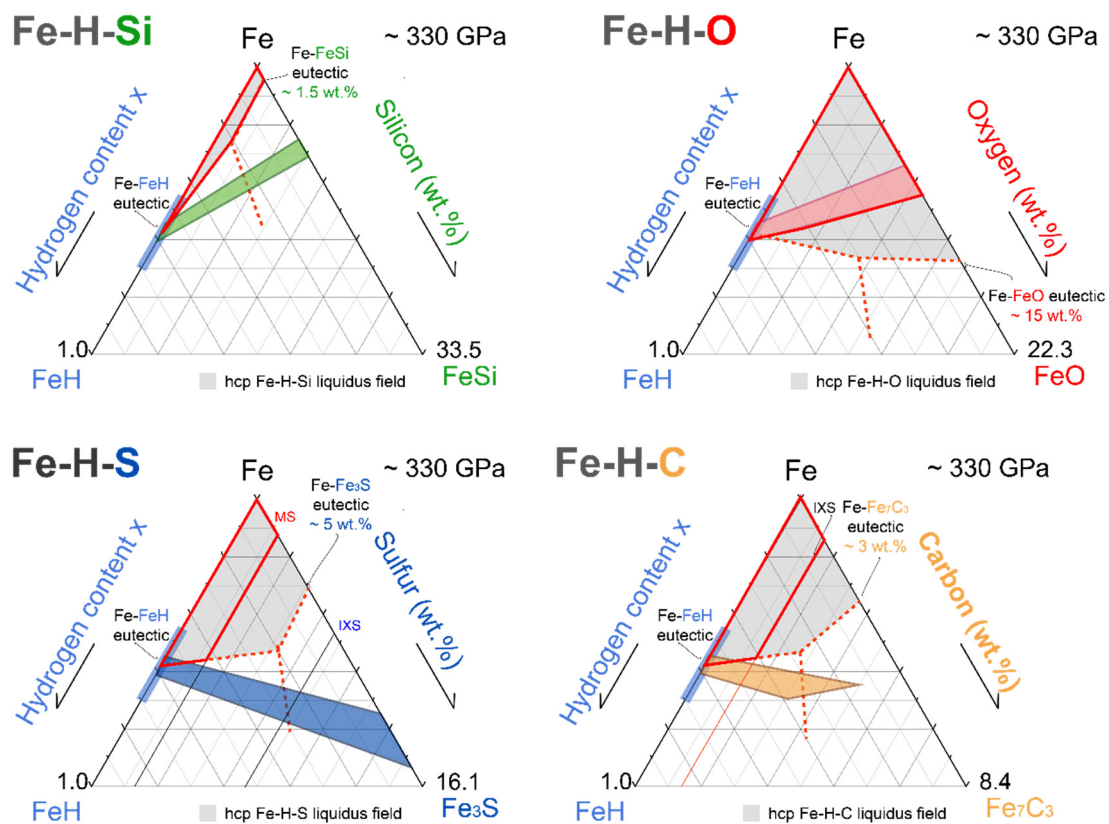 Fe-H-Si
Fe
~ 330 GPa
Fe-FeSi
eutectic
~ 1.5 wt.%
Hydrogen content x
Silicon (wt.%)
Fe-FeH
eutectic
1.0
33.5
FeH
FeSi
hcp Fe-H-Si liquidus field
Fe-H-O
Fe
~ 330 GPa
Hydrogen content x
Oxygen (wt.%)
Fe-FeH
eutectic
Fe-FeO eutectic
~ 15 wt.%
1.0
22.3
FeH
FeO
hcp Fe-H-O liquidus field
Fe-H-S
Fe
~ 330 GPa
Fe-Fe₃S
eutectic
~ 5 wt.%
MS
Hydrogen content x
Sulfur (wt.%)
IXS
Fe-FeH
eutectic
1.0
16.1
FeH
Fe₃S
hcp Fe-H-S liquidus field
Fe-H-C
Fe
~ 330 GPa
IXS
Fe-Fe₇C₃
eutectic
~ 3 wt.%
Hydrogen content x
Carbon (wt.%)
Fe-FeH
eutectic
1.0
8.4
FeH
Fe₇C₃
hcp Fe-H-C liquidus field